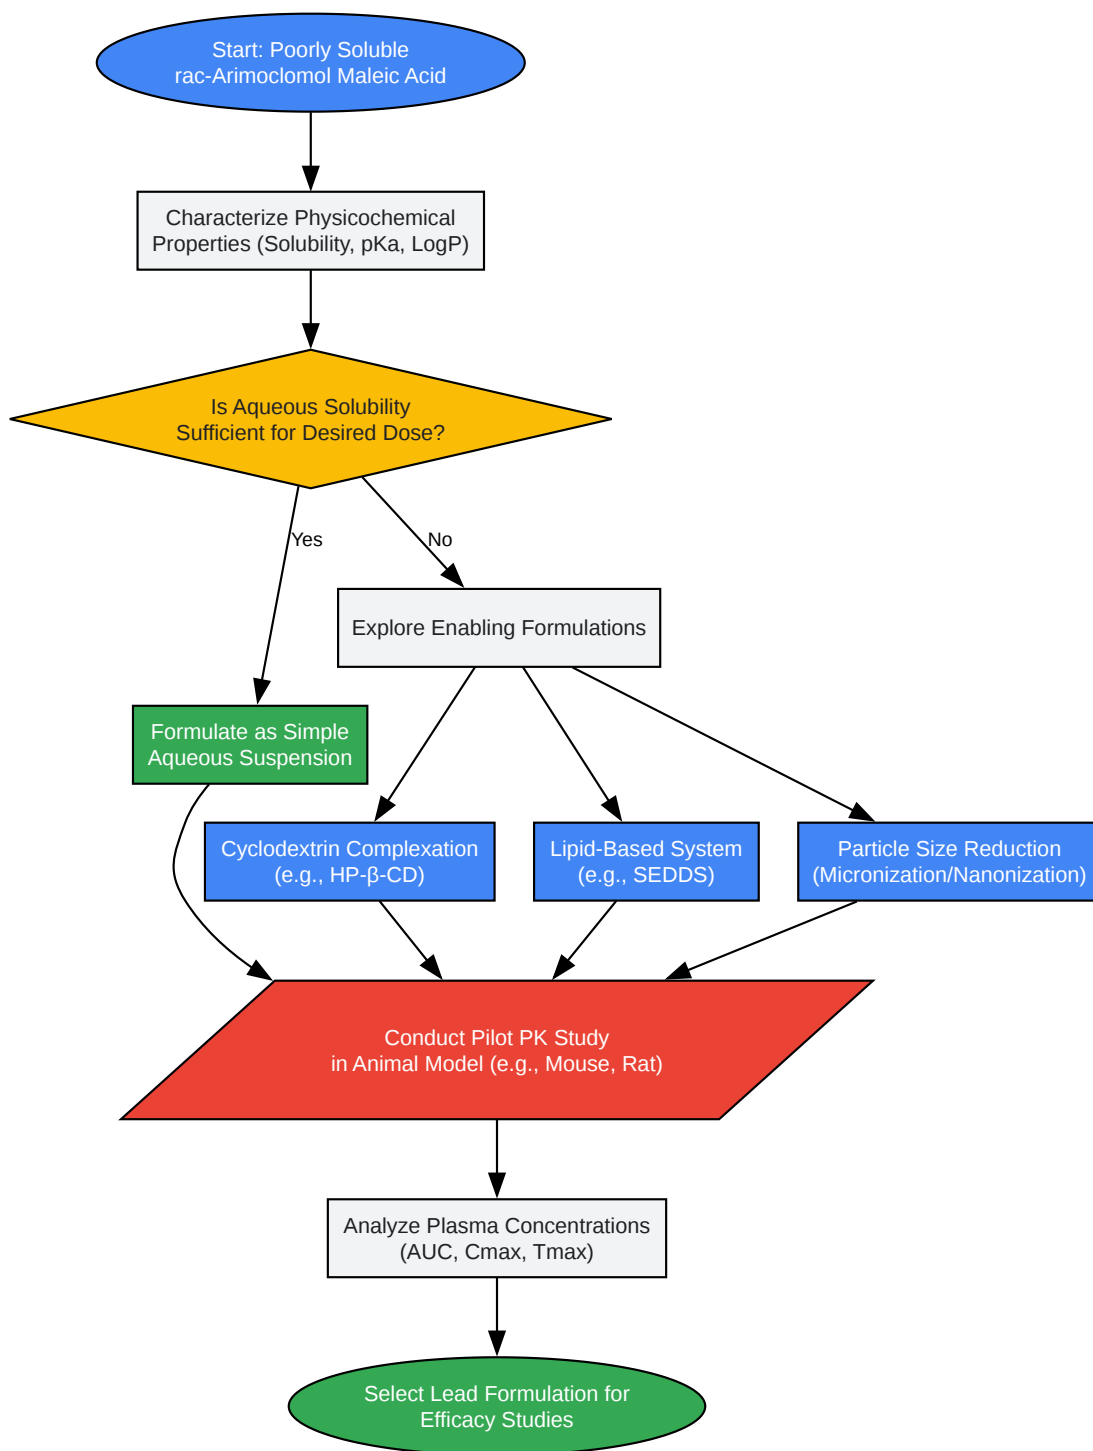 Start: Poorly Soluble
rac-Arimoclomol Maleic Acid
Characterize Physicochemical
Properties (Solubility, pKa, LogP)
Is Aqueous Solubility
Sufficient for Desired Dose?
Yes
No
Explore Enabling Formulations
Formulate as Simple
Aqueous Suspension
Cyclodextrin Complexation
(e.g., HP-β-CD)
Lipid-Based System
(e.g., SEDDS)
Particle Size Reduction
(Micronization/Nanonization)
Conduct Pilot PK Study
in Animal Model (e.g., Mouse, Rat)
Analyze Plasma Concentrations
(AUC, Cmax, Tmax)
Select Lead Formulation for
Efficacy Studies